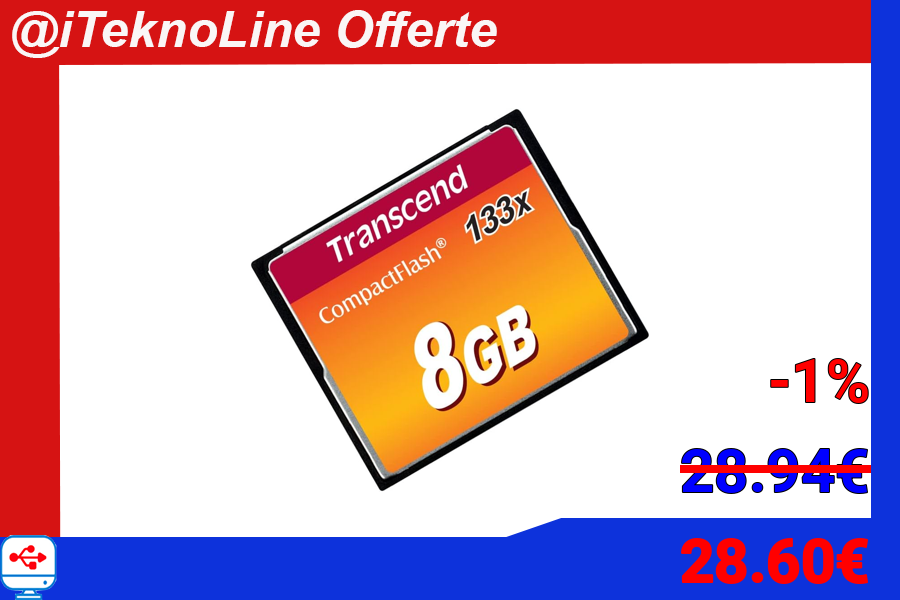 @iTeknoLine Offerte
Transcend
CompactFlash® 133x
8GB
-1%
28.94€
28.60€